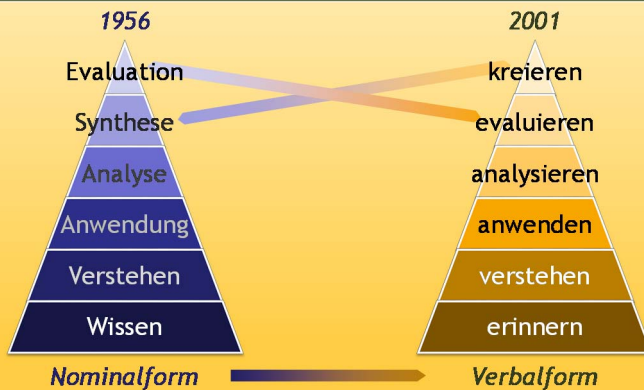 1956
Evaluation
Synthese
Analyse
Anwendung
Verstehen
Wissen
Nominalform
2001
kreieren
evaluieren
analysieren
anwenden
verstehen
erinnern
Verbalform